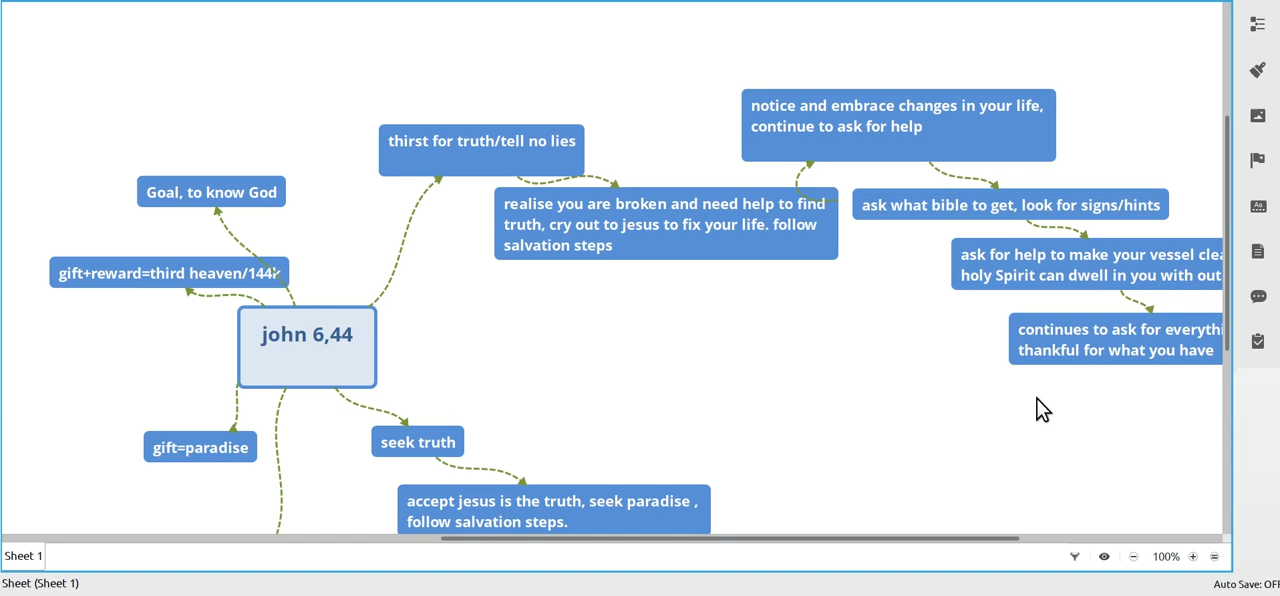 notice and embrace changes in your life,
continue to ask for help
thirst for truth/tell no lies
Goal, to know God
realise you are broken and need help to find
truth, cry out to jesus to fix your life. follow
salvation steps
ask what bible to get, look for signs/hints
gift+reward=third heaven/144k
ask for help to make your vessel
holy Spirit can dwell in you with out
john 6,44
continues to ask for
thankful for what you have
gift=paradise
seek truth
accept jesus is the truth, seek paradise ,
follow salvation steps.
Aa
Sheet 1
100%
Sheet (Sheet 1)
Auto Save: OFF